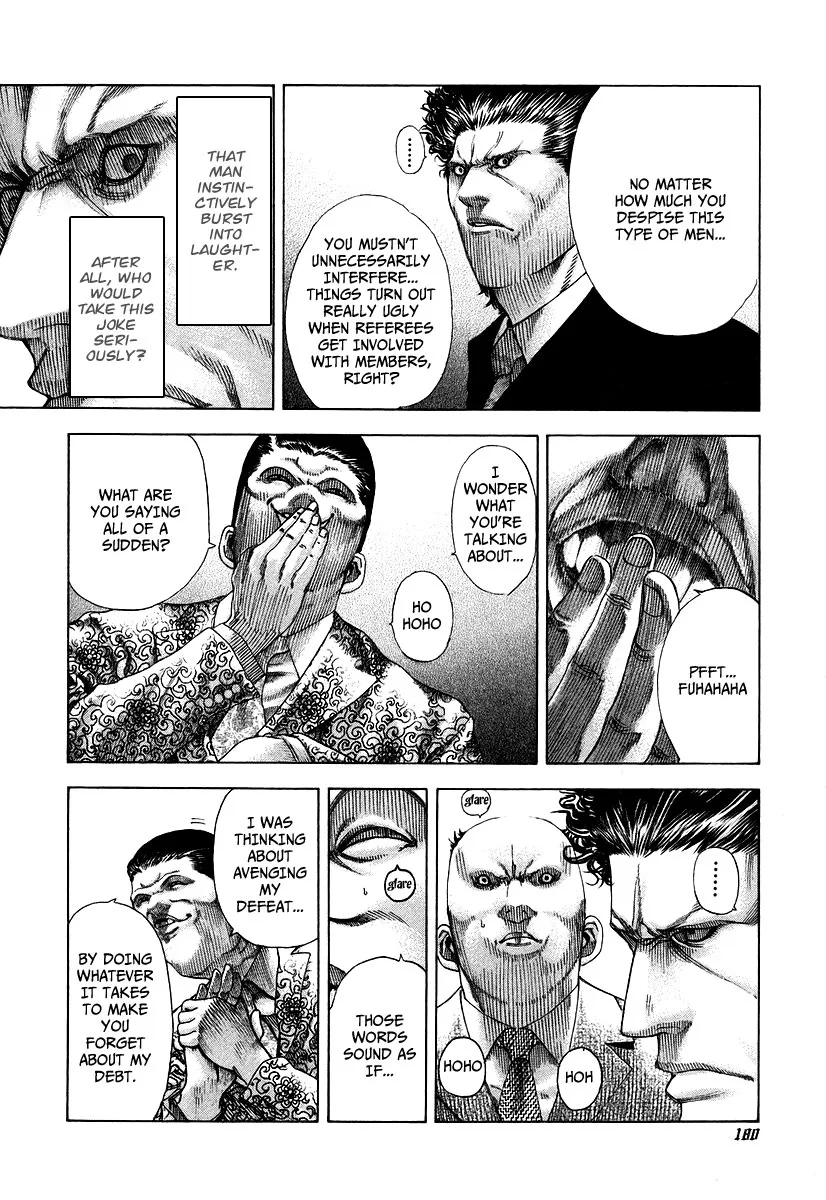 NO MATTER
HOW MUCH YOU
DESPISE THIS
TYPE OF MEN...
.....
YOU MUSTN'T
UNNECESSARILY
INTERFERE...
THINGS TURN OUT
REALLY UGLY
WHEN REFEREES
GET INVOLVED
WITH MEMBERS,
RIGHT?
THAT
MAN
INSTIN-
CTIVELY
BURST
INTO
LAUGHT-
ER.
AFTER
ALL, WHO
WOULD
TAKE THIS
JOKE
SERI-
OUSLY?
PFFT...
FUHAHAHA
I
WONDER
WHAT
YOU'RE
TALKING
ABOUT...
HO
HOHO
WHAT ARE
YOU SAYING
ALL OF A
SUDDEN?
.....
glare
HOH
HOHO
glare
THOSE
WORDS
SOUND AS
IF...
I WAS
THINKING
ABOUT
AVENGING
MY
DEFEAT...
BY DOING
WHATEVER
IT TAKES
TO MAKE
YOU
FORGET
ABOUT MY
DEBT.
180